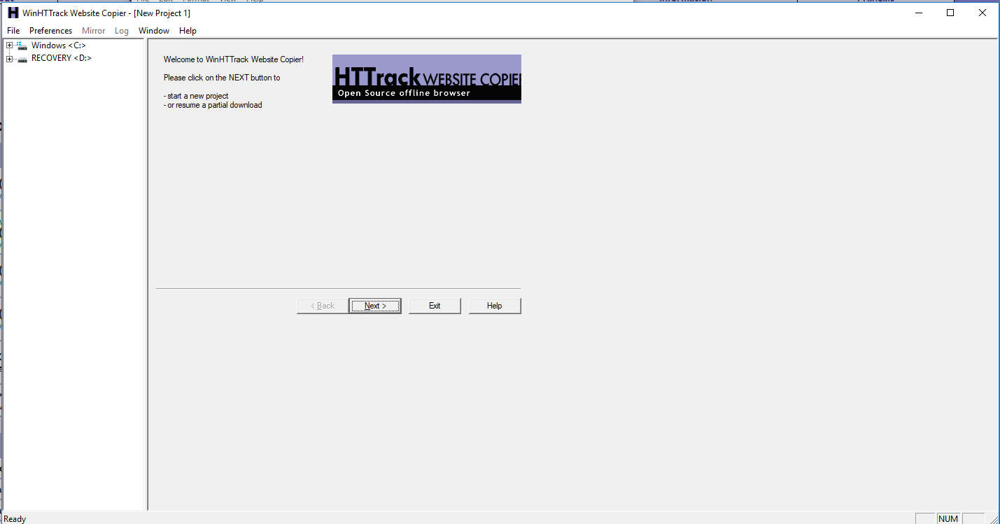 WinHTTrack Website Copier - [New Project 1]
File Preferences Mirror Log Window Help
Windows <C:>
RECOVERY <D:>
Welcome to WinHTTrack Website Copier!
Please click on the NEXT button to
- start a new project
- or resume a partial download
HTTrack WEBSITE COPIER
Open Source offline browser
< Back
Next >
Exit
Help
Ready
NUM